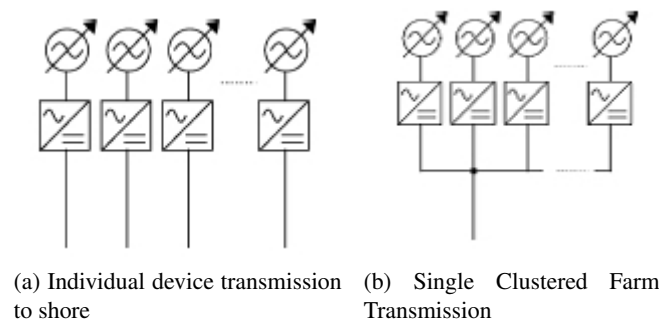 (a) Individual device transmission
to shore
(b) Single Clustered Farm
Transmission